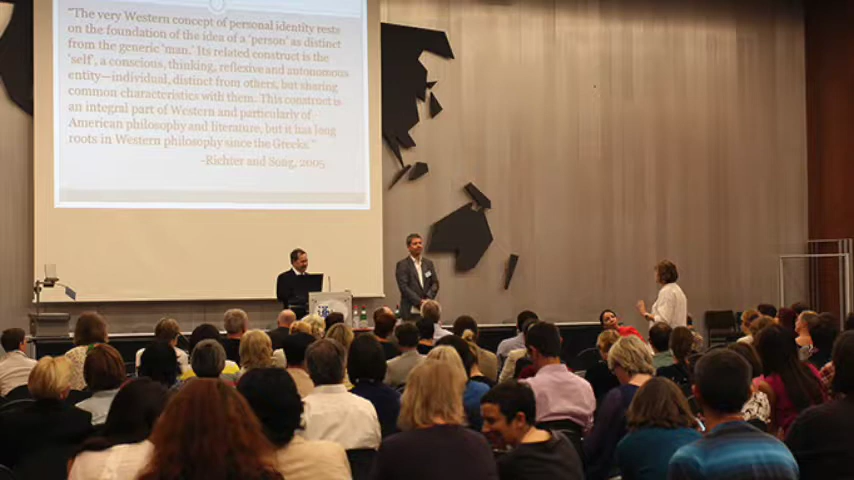 "The very Western concept of personal identity rests
on the foundation of the idea of a 'person' as distinct
from the generic 'man.' Its related construct is the
'self', a conscious, thinking, reflexive and autonomous
entity—individual, distinct from others, but sharing
common characteristics with them. This construct is
an integral part of Western and particularly of
American philosophy and literature, but it has long
roots in Western philosophy since the Greeks."
-Richter and Song, 2005